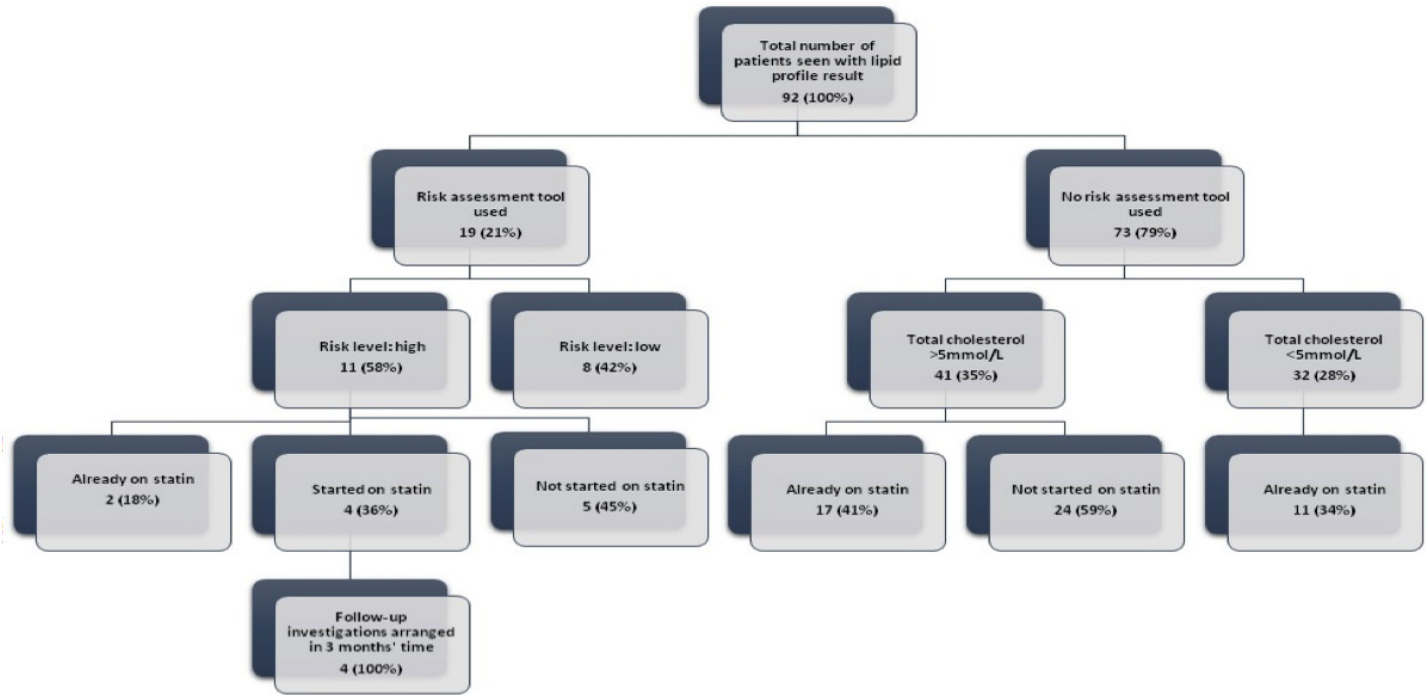 Total number of
patients seen with lipid
profile result
92 (100%)
Risk assessment tool
used
19 (21%)
No risk assessment tool
used
73 (79%)
Risk level: high
11 (58%)
Risk level: low
8 (42%)
Total cholesterol
>5mmol/L
41 (35%)
Total cholesterol
<5mmol/L
32 (28%)
Already on statin
2 (18%)
Started on statin
4 (36%)
Not started on statin
5 (45%)
Already on statin
17 (41%)
Not started on statin
24 (59%)
Already on statin
11 (34%)
Follow-up
investigations arranged
in 3 months' time
4 (100%)